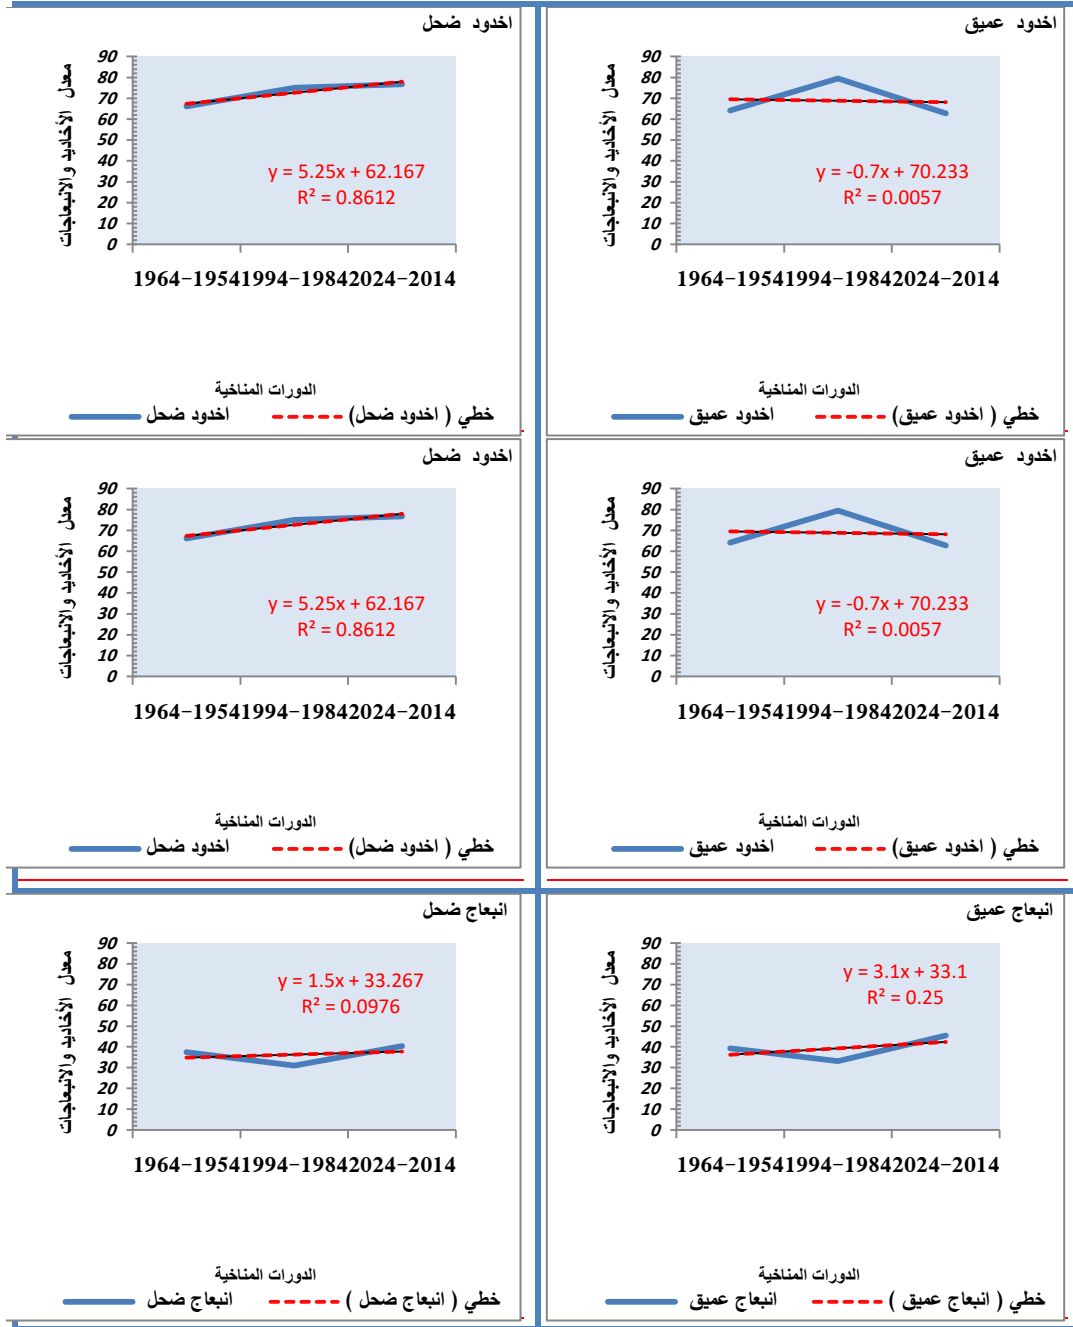 اخدود عميق
معدل الأخاديد والانبعاجات
90
80
70
60
50
40
30
20
10
0
y = -0.7x + 70.233
R² = 0.0057
1964-1954 1994-1984 2024-2014
الدورات المناخية
اخدود عميق
خطي ( اخدود عميق)
اخدود ضحل
معدل الأخاديد والانبعاجات
90
80
70
60
50
40
30
20
10
0
y = 5.25x + 62.167
R² = 0.8612
1964-1954 1994-1984 2024-2014
الدورات المناخية
اخدود ضحل
خطي ( اخدود ضحل)
اخدود عميق
معدل الأخاديد والانبعاجات
90
80
70
60
50
40
30
20
10
0
y = -0.7x + 70.233
R² = 0.0057
1964-1954 1994-1984 2024-2014
الدورات المناخية
اخدود عميق
خطي ( اخدود عميق)
اخدود ضحل
معدل الأخاديد والانبعاجات
90
80
70
60
50
40
30
20
10
0
y = 5.25x + 62.167
R² = 0.8612
1964-1954 1994-1984 2024-2014
الدورات المناخية
اخدود ضحل
خطي ( اخدود ضحل)
انبعاج عميق
معدل الأخاديد والانبعاجات
90
80
70
60
50
40
30
20
10
0
y = 3.1x + 33.1
R² = 0.25
1964-1954 1994-1984 2024-2014
الدورات المناخية
انبعاج عميق
خطي ( انبعاج عميق )
انبعاج ضحل
معدل الأخاديد والانبعاجات
90
80
70
60
50
40
30
20
10
0
y = 1.5x + 33.267
R² = 0.0976
1964-1954 1994-1984 2024-2014
الدورات المناخية
انبعاج ضحل
خطي ( انبعاج ضحل )